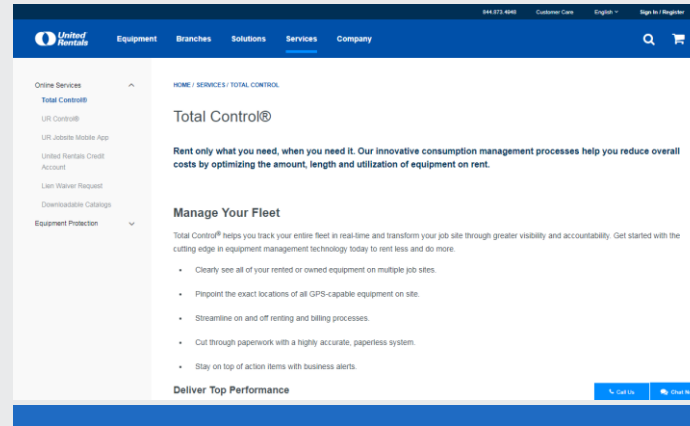 844.873.4948 Customer Care English Sign In / Register
United Rentals
Equipment Branches Solutions Services Company
Online Services
Total Control®
UR Control®
UR Jobsite Mobile App
United Rentals Credit
Account
Lien Waiver Request
Downloadable Catalogs
Equipment Protection
HOME / SERVICES / TOTAL CONTROL
Total Control®
Rent only what you need, when you need it. Our innovative consumption management processes help you reduce overall
costs by optimizing the amount, length and utilization of equipment on rent.
Manage Your Fleet
Total Control® helps you track your entire fleet in real-time and transform your job site through greater visibility and accountability. Get started with the
cutting edge in equipment management technology today to rent less and do more.
• Clearly see all of your rented or owned equipment on multiple job sites.
• Pinpoint the exact locations of all GPS-capable equipment on site.
• Streamline on and off renting and billing processes.
• Cut through paperwork with a highly accurate, paperless system.
• Stay on top of action items with business alerts.
Deliver Top Performance
Call Us Chat N